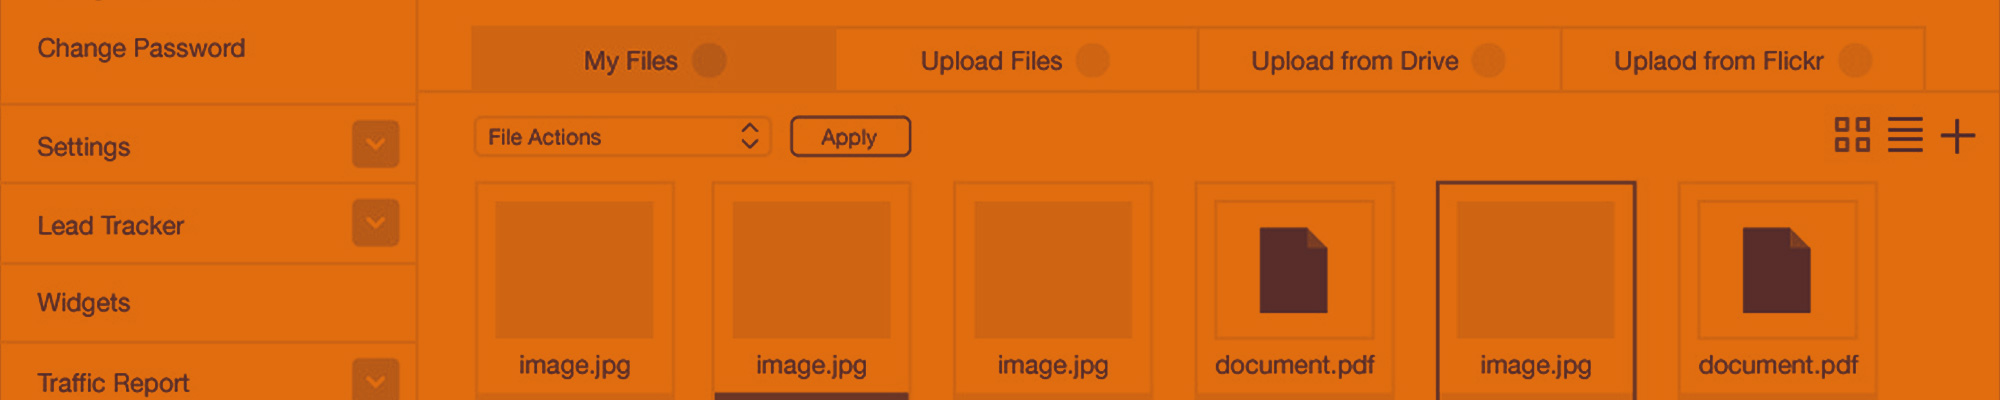 Change Password
Settings
Lead Tracker
Widgets
Traffic Report
My Files
Upload Files
Upload from Drive
Uplaod from Flickr
File Actions
Apply
image.jpg
image.jpg
image.jpg
document.pdf
image.jpg
document.pdf